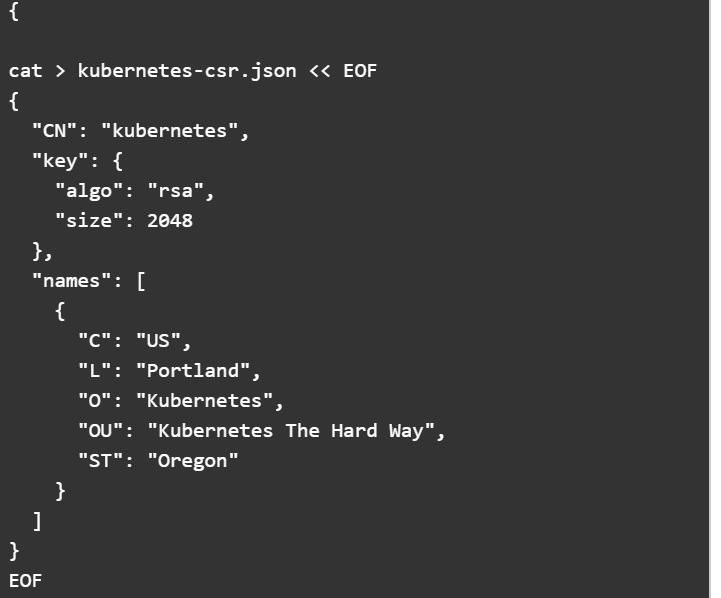 {

cat > kubernetes-csr.json << EOF
{
  "CN": "kubernetes",
  "key": {
    "algo": "rsa",
    "size": 2048
  },
  "names": [
    {
      "C": "US",
      "L": "Portland",
      "O": "Kubernetes",
      "OU": "Kubernetes The Hard Way",
      "ST": "Oregon"
    }
  ]
}
EOF